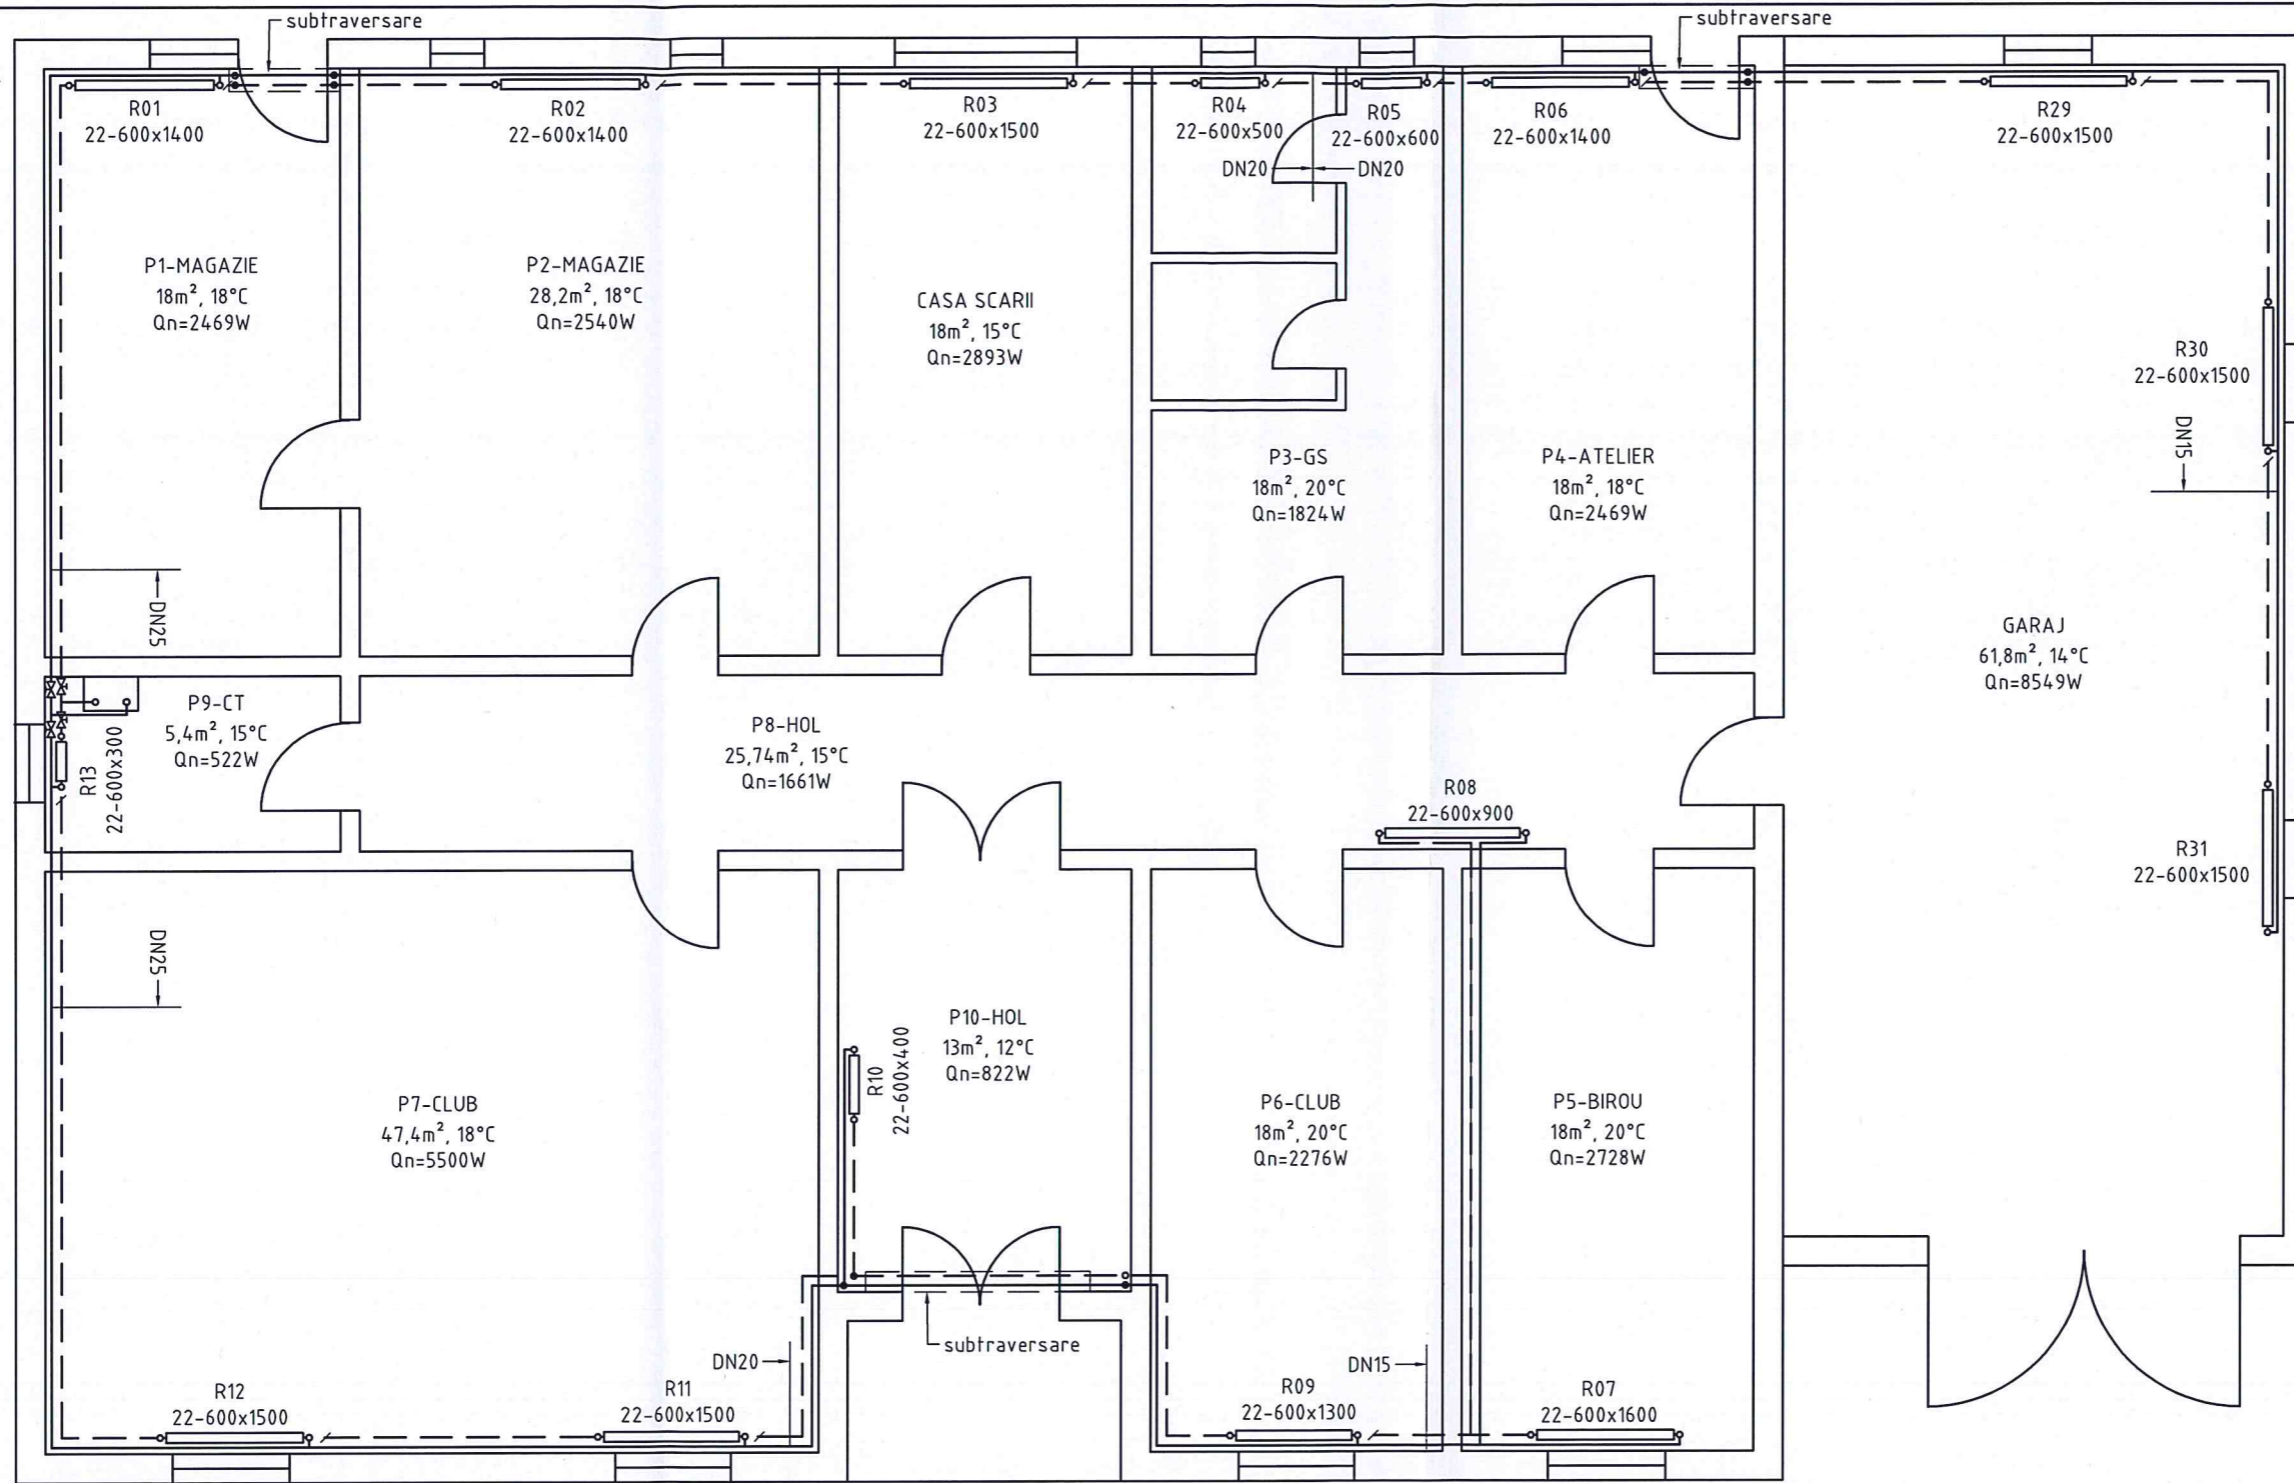 subtraversare
subtraversare
R01
22-600x1400
R02
22-600x1400
R03
22-600x1500
R04
22-600x500
R05
22-600x600
R06
22-600x1400
R29
22-600x1500
DN20
DN20
P1-MAGAZIE
18m², 18°C
Qn=2469W
P2-MAGAZIE
28,2m², 18°C
Qn=2540W
CASA SCARII
18m², 15°C
Qn=2893W
R30
22-600x1500
DN15
P3-GS
18m², 20°C
Qn=1824W
P4-ATELIER
18m², 18°C
Qn=2469W
DN25
GARAJ
61,8m², 14°C
Qn=8549W
P9-CT
5,4m², 15°C
Qn=522W
R13
22-600x300
P8-HOL
25,74m², 15°C
Qn=1661W
R08
22-600x900
R31
22-600x1500
DN25
P10-HOL
13m², 12°C
Qn=822W
R10
22-600x400
P7-CLUB
47,4m², 18°C
Qn=5500W
P6-CLUB
18m², 20°C
Qn=2276W
P5-BIROU
18m², 20°C
Qn=2728W
subtraversare
DN20
DN15
R12
22-600x1500
R11
22-600x1500
R09
22-600x1300
R07
22-600x1600